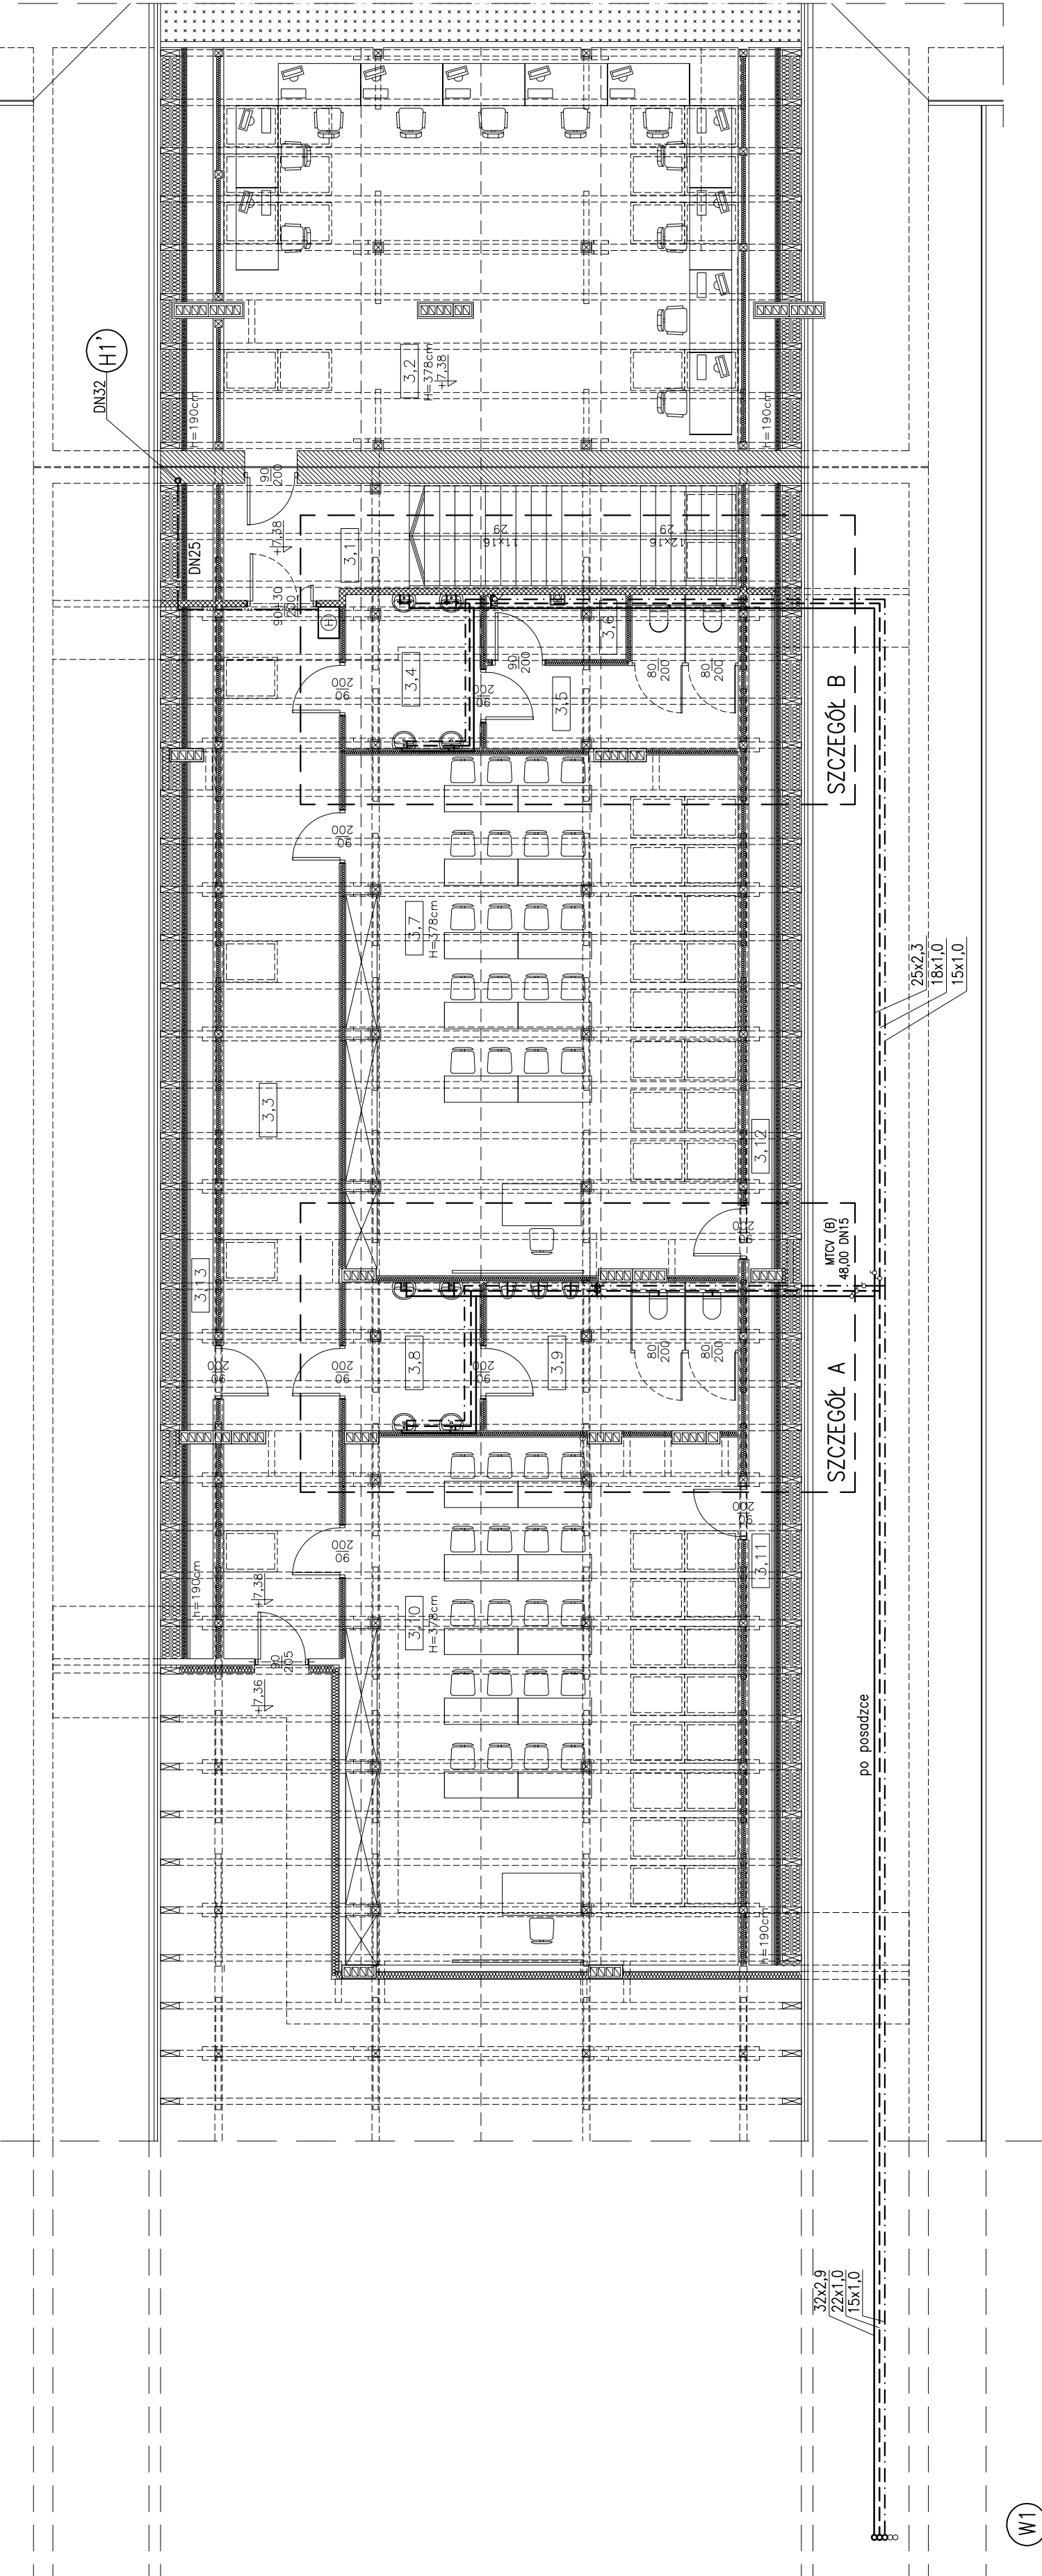 H1'
DN32
h=190cm
3,2
H=378cm
+7,38
h=190cm
90
200
+7,38
DN25
3,1
11x16
29
12x16
29
90+30
200
H
3,4
90
200
90
200
3,6
90
200
3,5
80
200
80
200
SZCZEGÓŁ B
90
200
3,7
H=378cm
25x2,3
18x1,0
15x1,0
3,3
3,12
90
200
MTCV (B)
48,00 DN15
3,13
90
200
90
200
3,8
90
200
3,9
80
200
80
200
SZCZEGÓŁ A
90
200
90
200
3,11
h=190cm
+7,38
3,10
H=378cm
90
205
+7,36
po posadzce
h=190cm
32x2,9
22x1,0
15x1,0
W1